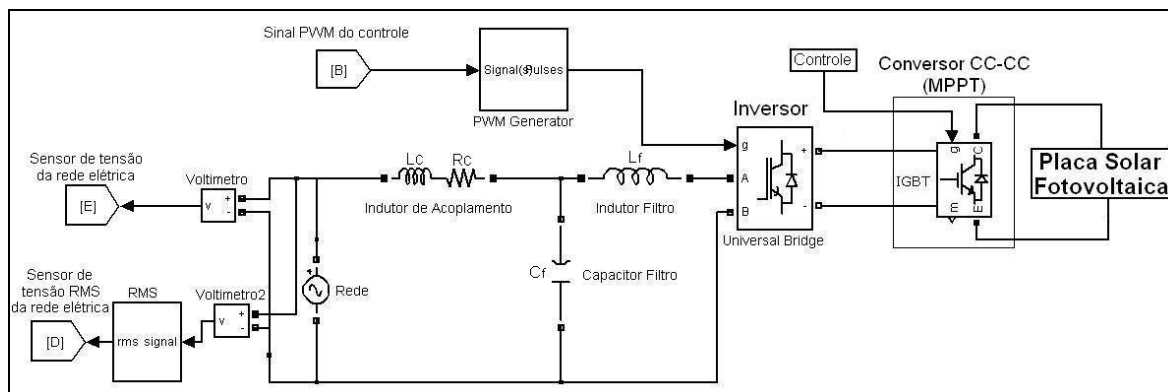 Sinal PWM do controle
[B]
Signal(s)Pulses
PWM Generator
Controle
Conversor CC-CC
(MPPT)
Inversor
g
A
B
+
-
Universal Bridge
g
C
IGBT
m
E
Placa Solar
Fotovoltaica
Sensor de tensão
da rede elétrica
[E]
Voltimetro
v
+
-
Lc
Rc
Indutor de Acoplamento
Lf
Indutor Filtro
Cf
Capacitor Filtro
+
Rede
Sensor de
tensão RMS
da rede elétrica
[D]
RMS
rms signal
Voltimetro2
v
+
-